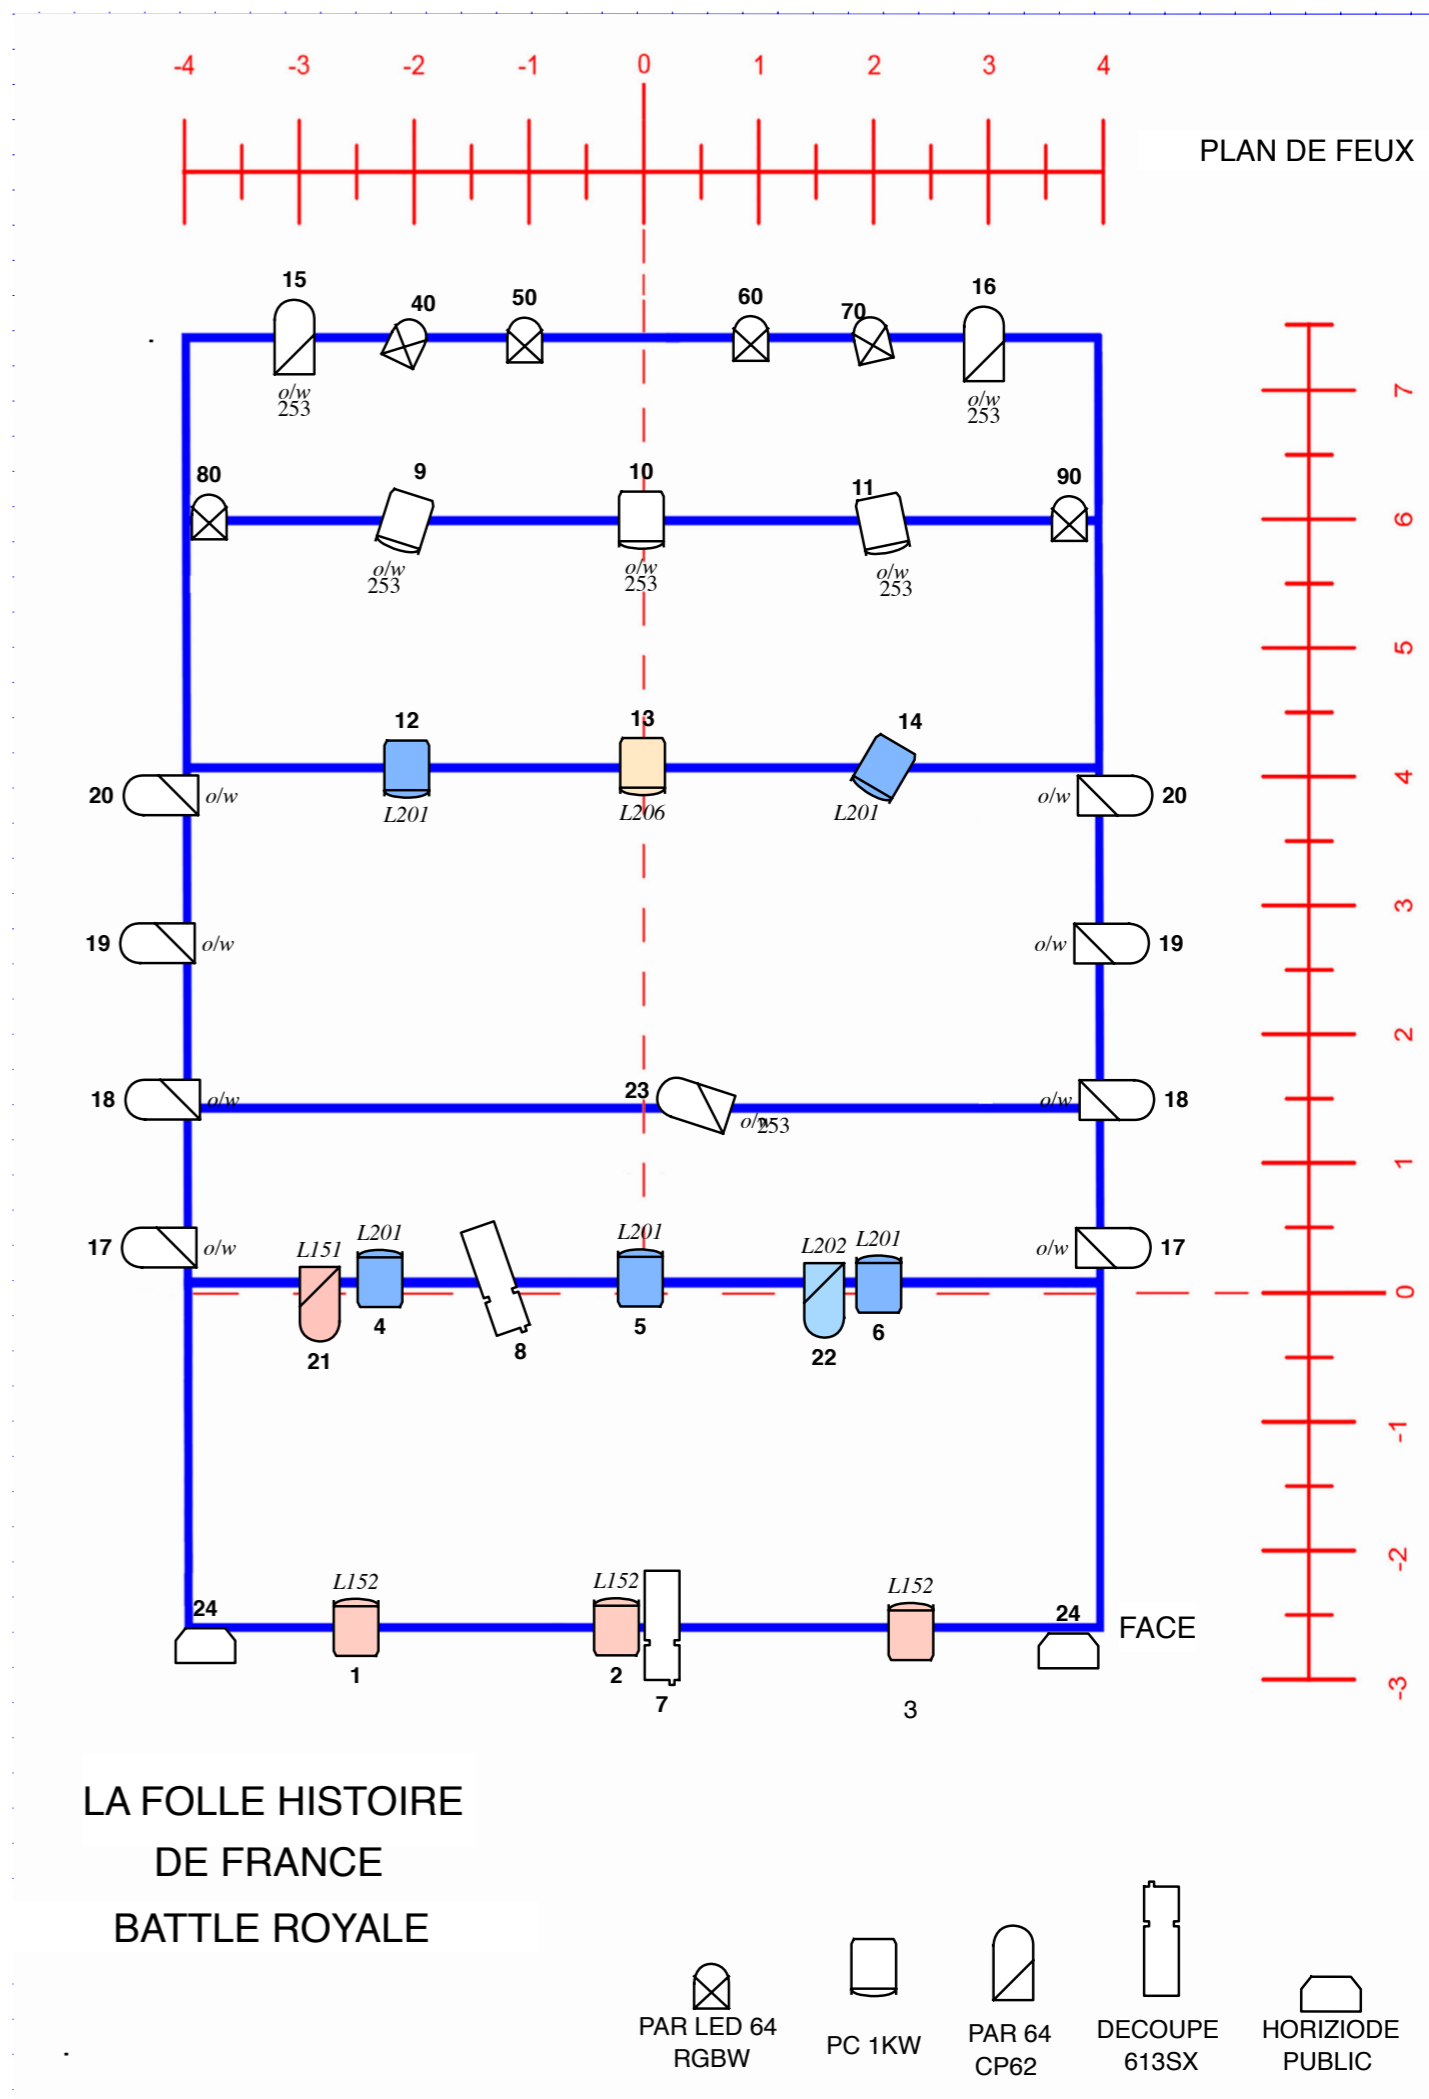 -4 -3 -2 -1 0 1 2 3 4
PLAN DE FEUX
15 40 50 60 70 16
o/w
253
o/w
253
7
80 9 10 11 90
6
o/w
253
o/w
253
o/w
253
5
12 13 14
4
20 o/w
L201 L206 L201
o/w 20
3
19 o/w
o/w 19
2
18 o/w
23
o/w
253
o/w 18
1
17 o/w
L151 L201 L201 L202 L201
o/w 17
0
21 4 8 5 22 6
-1
-2
L152 L152 L152
24 24
FACE
1 2 7 3
-3
LA FOLLE HISTOIRE
DE FRANCE
BATTLE ROYALE
PAR LED 64
RGBW
PC 1KW
PAR 64
CP62
DECOUPE
613SX
HORIZIODE
PUBLIC